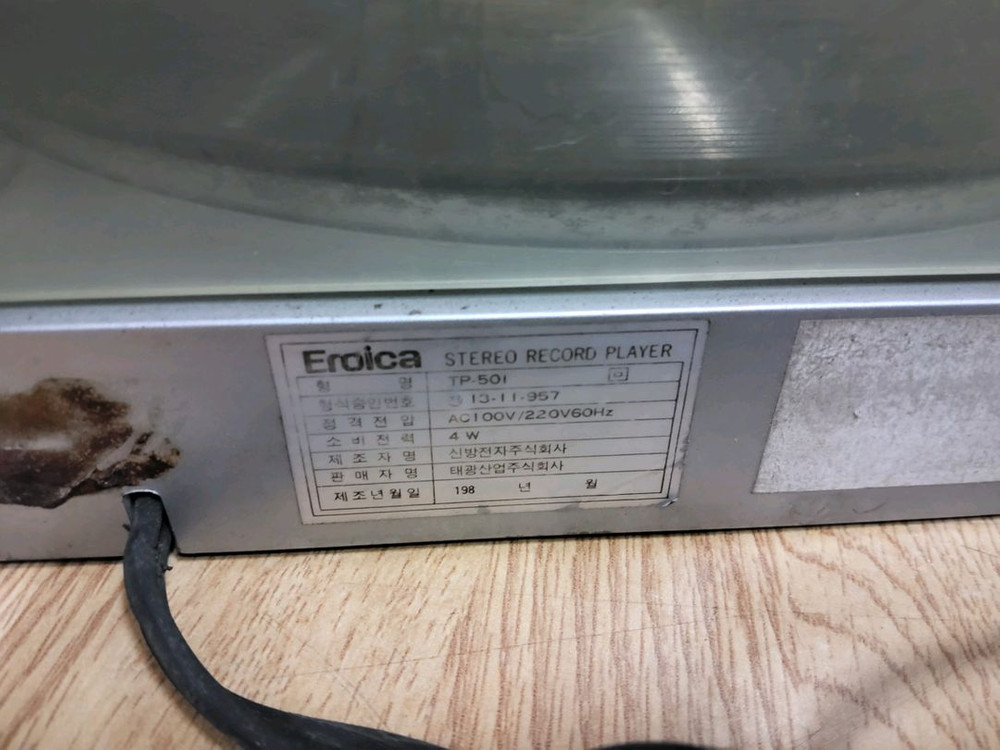 Eroica STEREO RECORD PLAYER
형 명 TP-501
형식승인번호 13-11-957
정격전압 AC100V/220V60Hz
소비전력 4W
제조자명 신방전자주식회사
판매자명 태광산업주식회사
제조년월일 198 년 월